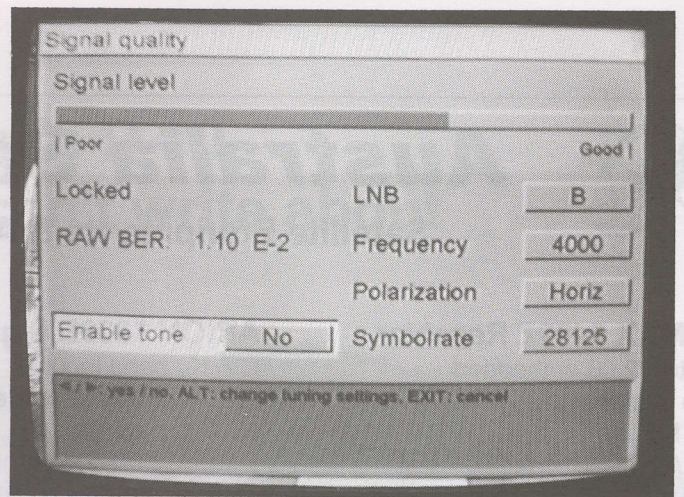 Signal quality
Signal level
| Poor Good |
Locked LNB B
RAW BER: 1.10 E-2 Frequency 4000
Polarization Horiz
Enable tone No Symbolrate 28125
◄ / ►: yes / no, ALT: change tuning settings, EXIT: cancel